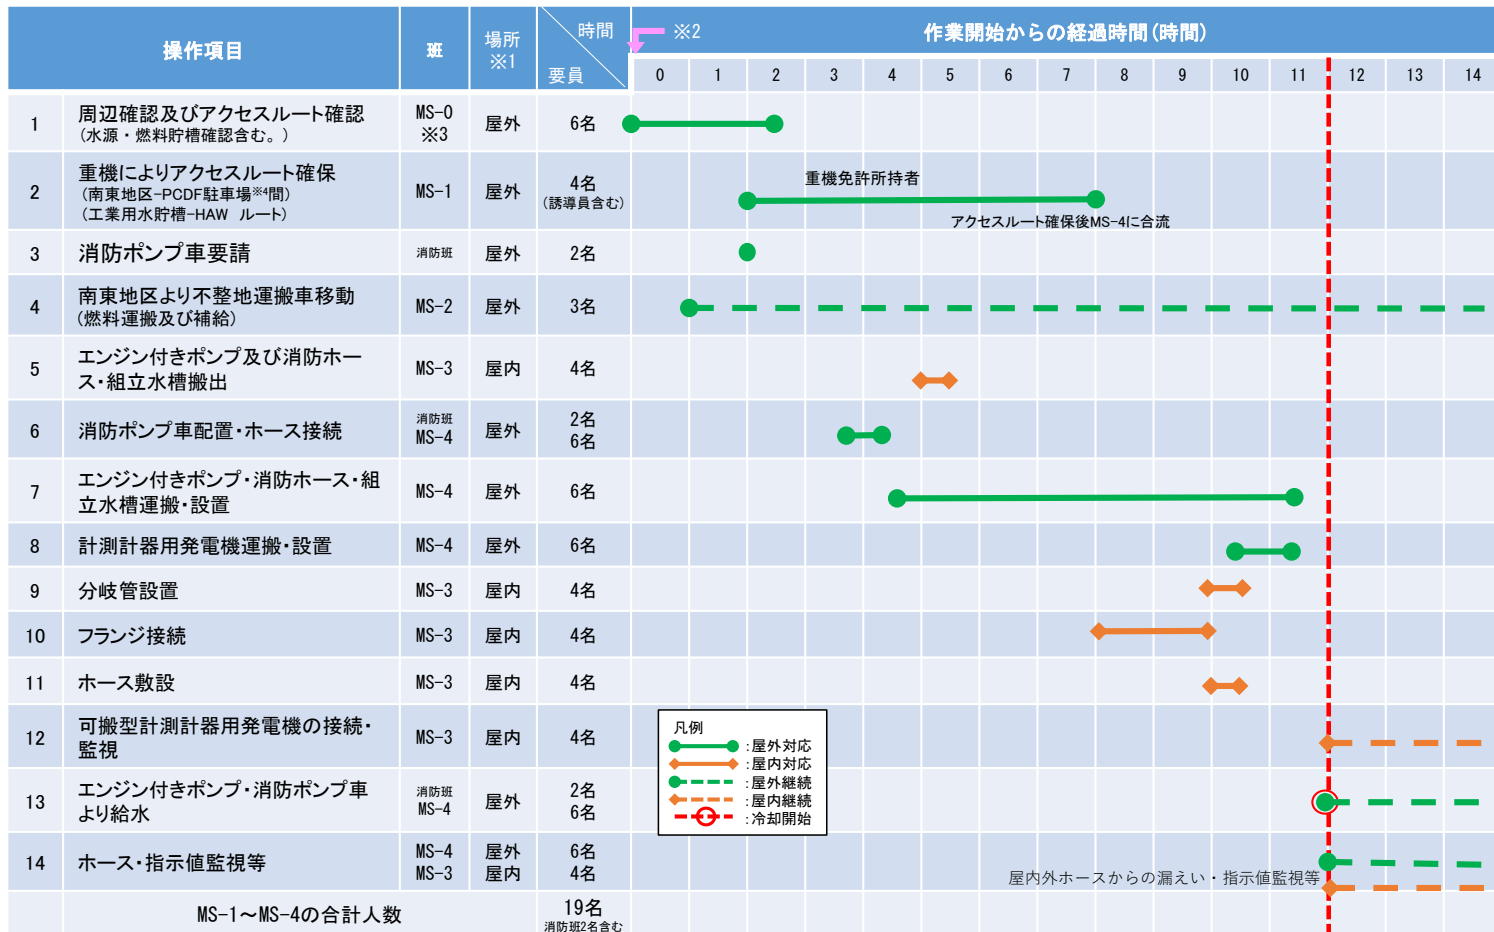 操作項目
班
場所
※1
時間
要員
※2
作業開始からの経過時間(時間)
0 1 2 3 4 5 6 7 8 9 10 11 12 13 14
1
周辺確認及びアクセスルート確認
(水源・燃料貯槽確認含む。)
MS-0
※3
屋外
6名
2
重機によりアクセスルート確保
(南東地区-PCDF駐車場※4間)
(工業用水貯槽-HAW ルート)
MS-1
屋外
4名
(誘導員含む)
重機免許所持者
アクセスルート確保後MS-4に合流
3
消防ポンプ車要請
消防班
屋外
2名
4
南東地区より不整地運搬車移動
(燃料運搬及び補給)
MS-2
屋外
3名
5
エンジン付きポンプ及び消防ホー
ス・組立水槽搬出
MS-3
屋内
4名
6
消防ポンプ車配置・ホース接続
消防班
MS-4
屋外
2名
6名
7
エンジン付きポンプ・消防ホース・組
立水槽運搬・設置
MS-4
屋外
6名
8
計測計器用発電機運搬・設置
MS-4
屋外
6名
9
分岐管設置
MS-3
屋内
4名
10
フランジ接続
MS-3
屋内
4名
11
ホース敷設
MS-3
屋内
4名
12
可搬型計測計器用発電機の接続・
監視
MS-3
屋内
4名
13
エンジン付きポンプ・消防ポンプ車
より給水
消防班
MS-4
屋外
2名
6名
14
ホース・指示値監視等
MS-4
MS-3
屋外
屋内
6名
4名
屋内外ホースからの漏えい・指示値監視等
MS-1~MS-4の合計人数
19名
消防班2名含む
凡例
:屋外対応
:屋内対応
:屋外継続
:屋内継続
:冷却開始